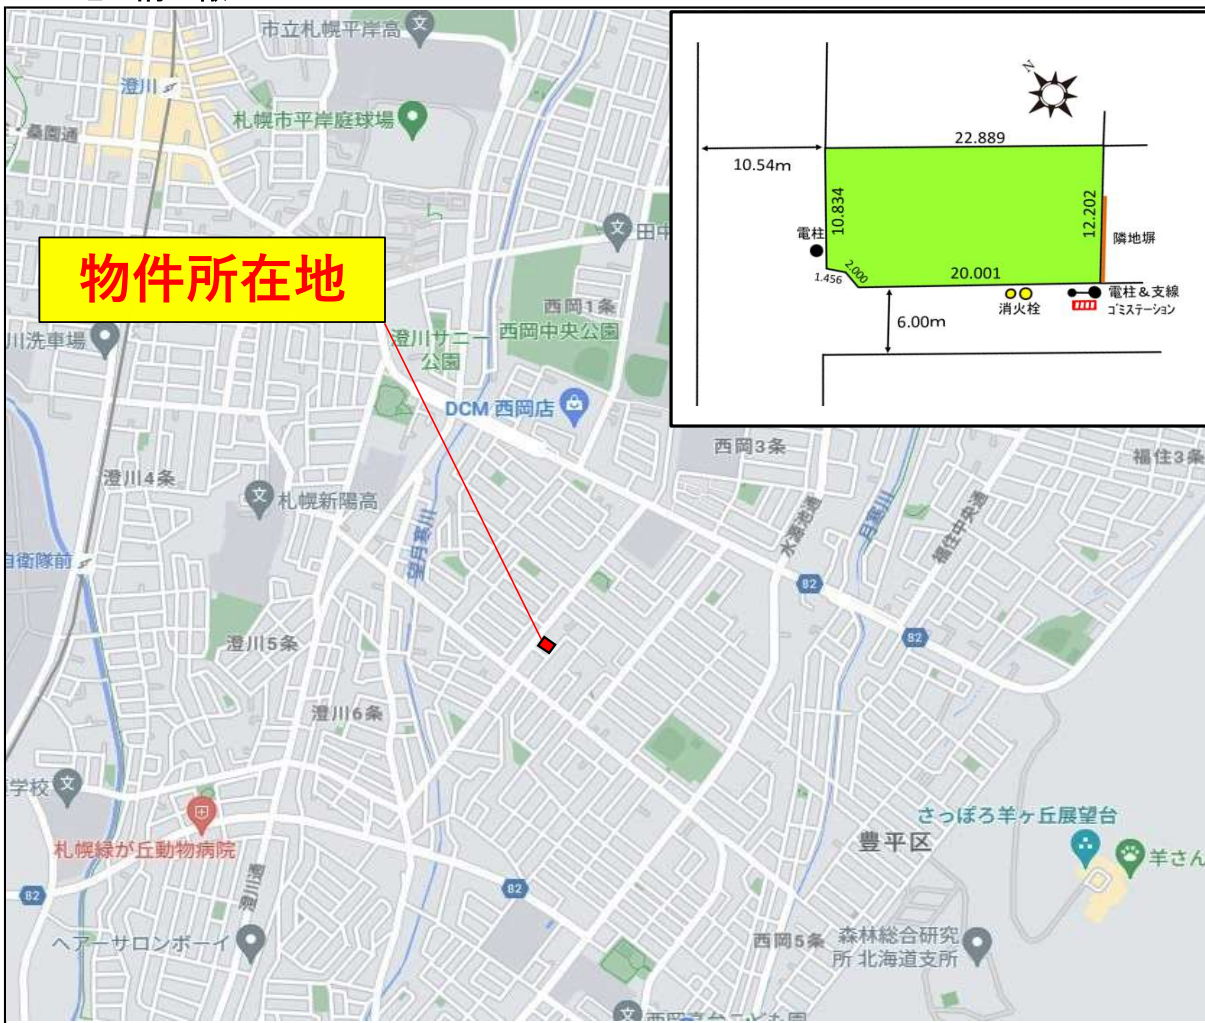 市立札幌平岸高
澄川
札幌市平岸庭球場
桑園通
田中
物件所在地
西岡1条
西岡中央公園
澄川サニー
公園
川洗車場
DCM 西岡店
西岡3条
福住3条
澄川4条
札幌新陽高
水源池通
月寒川
福住中央通
望月寒川
自衛隊前
82
82
澄川5条
澄川6条
学校
札幌緑が丘動物病院
さっぽろ羊ヶ丘展望台
豊平区
羊さん
82
82
澄川通
ヘアーサロンボーイ
西岡5条
森林総合研究
所 北海道支所
N
22.889
10.54m
10.834
12.202
電柱
隣地塀
1.456
2.000
20.001
電柱&支線
消火栓
ゴミステーション
6.00m